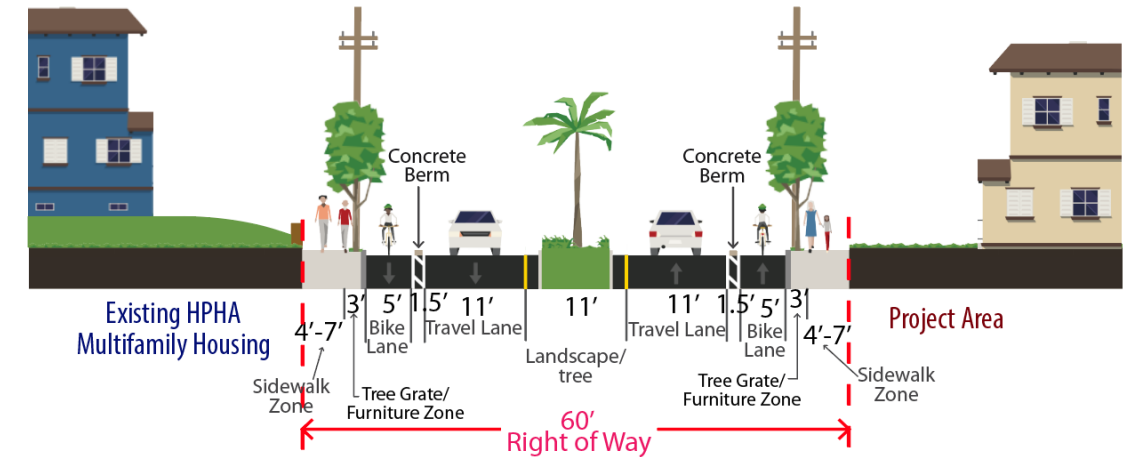 Concrete
Berm
Concrete
Berm
3’
5’
1.5’
11’
11’
11’
1.5’
5’
3’
Existing HPHA
Multifamily Housing
4’-7’
Bike
Lane
Travel Lane
Landscape/
tree
Travel Lane
Bike
Lane
4’-7’
Project Area
Sidewalk
Zone
Tree Grate/
Furniture Zone
Tree Grate/
Furniture Zone
Sidewalk
Zone
60’
Right of Way